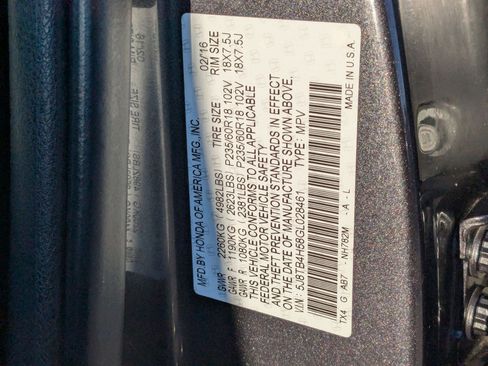 MFD.BY HONDA OF AMERICA MFG.,INC. 02/16
TIRE SIZE RIM SIZE
GVWR 2260KG (4982LBS)
GAWR F 1190KG (2623LBS) P235/60R18 102V 18X7.5J
GAWR R 1080KG (2381LBS) P235/60R18 102V 18X7.5J
THIS VEHICLE CONFORMS TO ALL APPLICABLE
FEDERAL MOTOR VEHICLE SAFETY
AND THEFT PREVENTION STANDARDS IN EFFECT
ON THE DATE OF MANUFACTURE SHOWN ABOVE.
V.I.N.: 5J8TB4H58GL028461 TYPE: MPV
TX4 G AB7 NH782M - A - L MADE IN U.S.A.